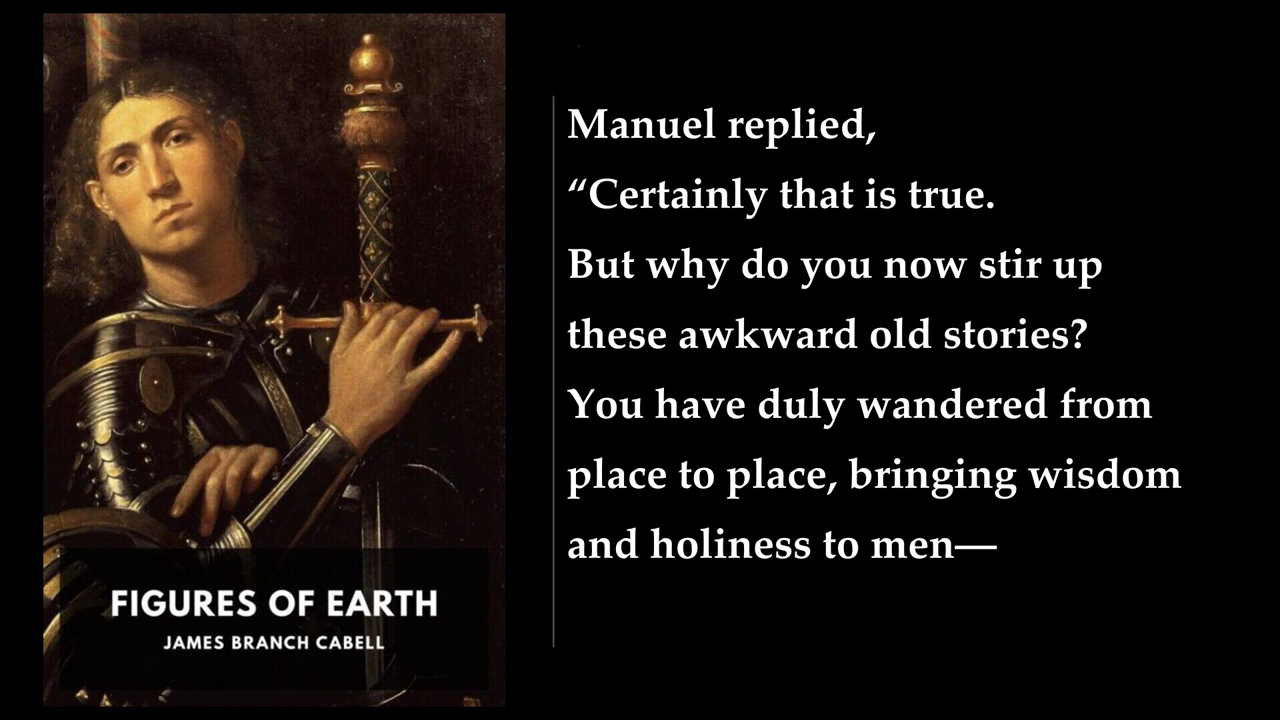 FIGURES OF EARTH
JAMES BRANCH CABELL
Manuel replied,
“Certainly that is true.
But why do you now stir up
these awkward old stories?
You have duly wandered from
place to place, bringing wisdom
and holiness to men—